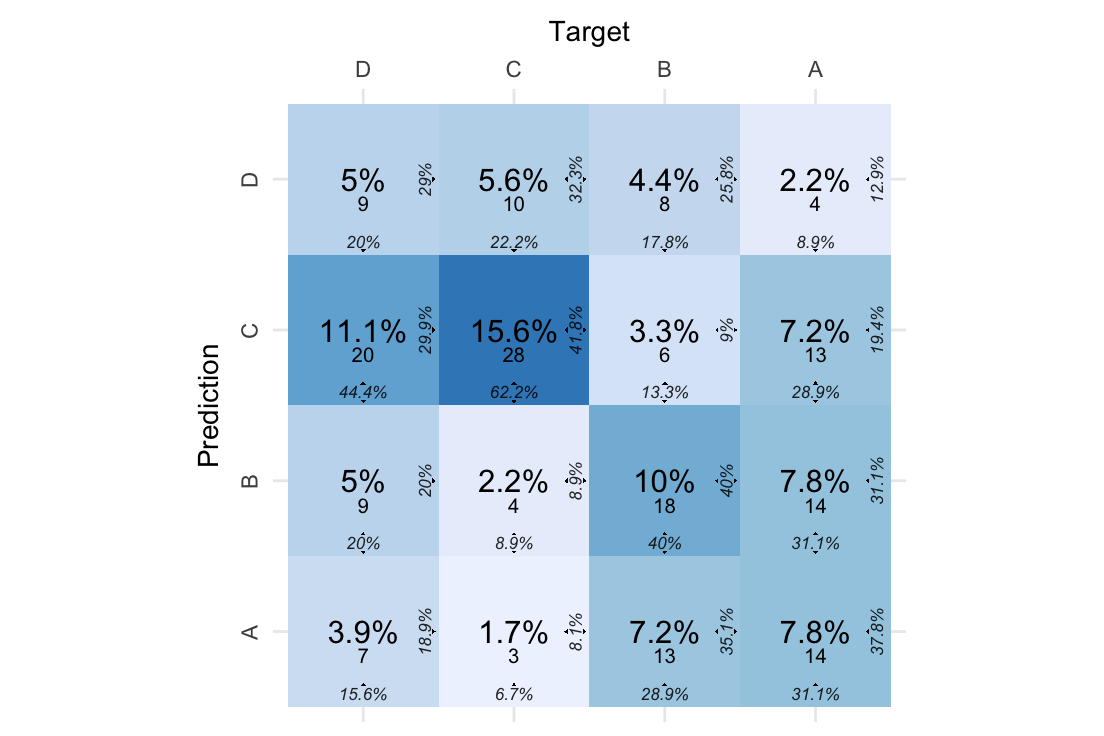 Target
D C B A
D
5% 29% 5.6% 32.3% 4.4% 25.8% 2.2% 12.9%
9 10 8 4
20% 22.2% 17.8% 8.9%
C
11.1% 29.9% 15.6% 41.8% 3.3% 9% 7.2% 19.4%
20 28 6 13
44.4% 62.2% 13.3% 28.9%
Prediction
B
5% 20% 2.2% 8.9% 10% 40% 7.8% 31.1%
9 4 18 14
20% 8.9% 40% 31.1%
A
3.9% 18.9% 1.7% 8.1% 7.2% 35.1% 7.8% 37.8%
7 3 13 14
15.6% 6.7% 28.9% 31.1%